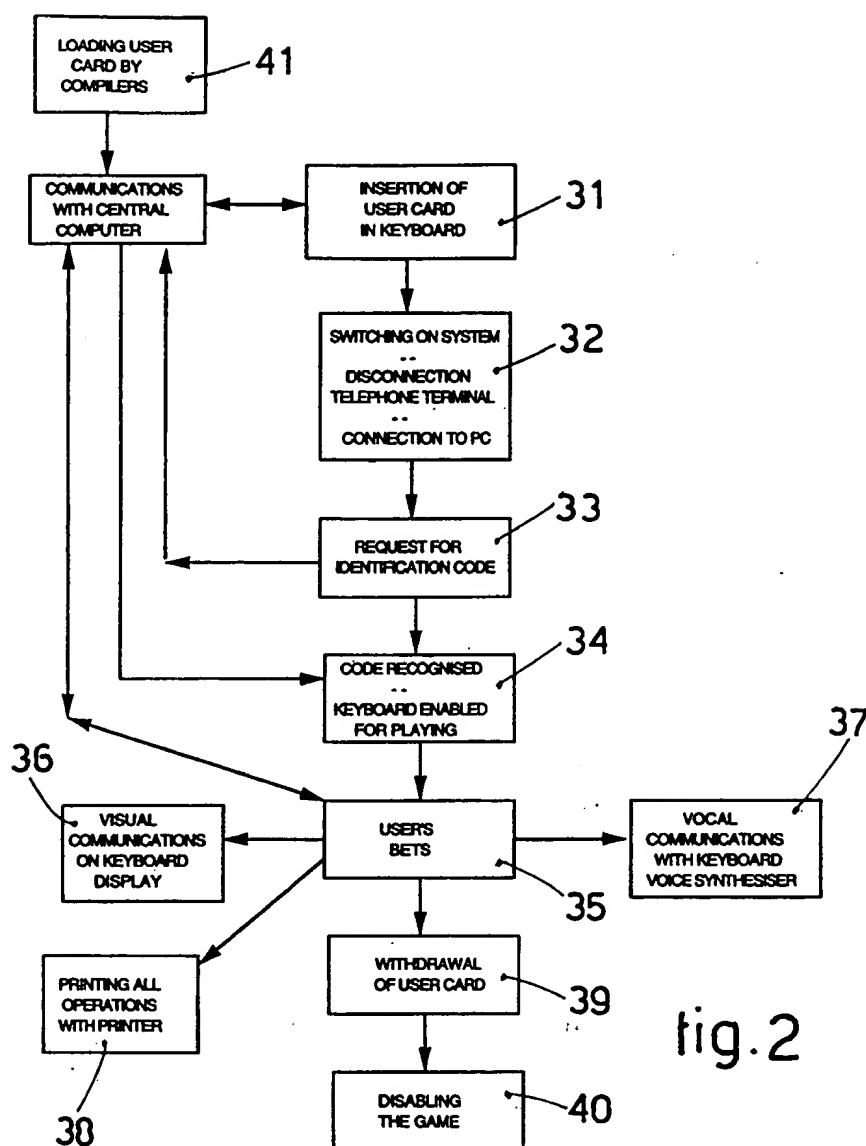 LOADING USER
CARD BY
COMPILERS
41
COMMUNICATIONS
WITH CENTRAL
COMPUTER
INSERTION OF
USER CARD
IN KEYBOARD
31
SWITCHING ON SYSTEM
--
DISCONNECTION
TELEPHONE TERMINAL
--
CONNECTION TO PC
32
REQUEST FOR
IDENTIFICATION CODE
33
CODE RECOGNISED
--
KEYBOARD ENABLED
FOR PLAYING
34
36
VISUAL
COMMUNICATIONS
ON KEYBOARD
DISPLAY
USER'S
BETS
35
37
VOCAL
COMMUNICATIONS
WITH KEYBOARD
VOICE SYNTHESISER
PRINTING ALL
OPERATIONS
WITH PRINTER
38
WITHDRAWAL
OF USER CARD
39
DISABLING
THE GAME
40
fig.2